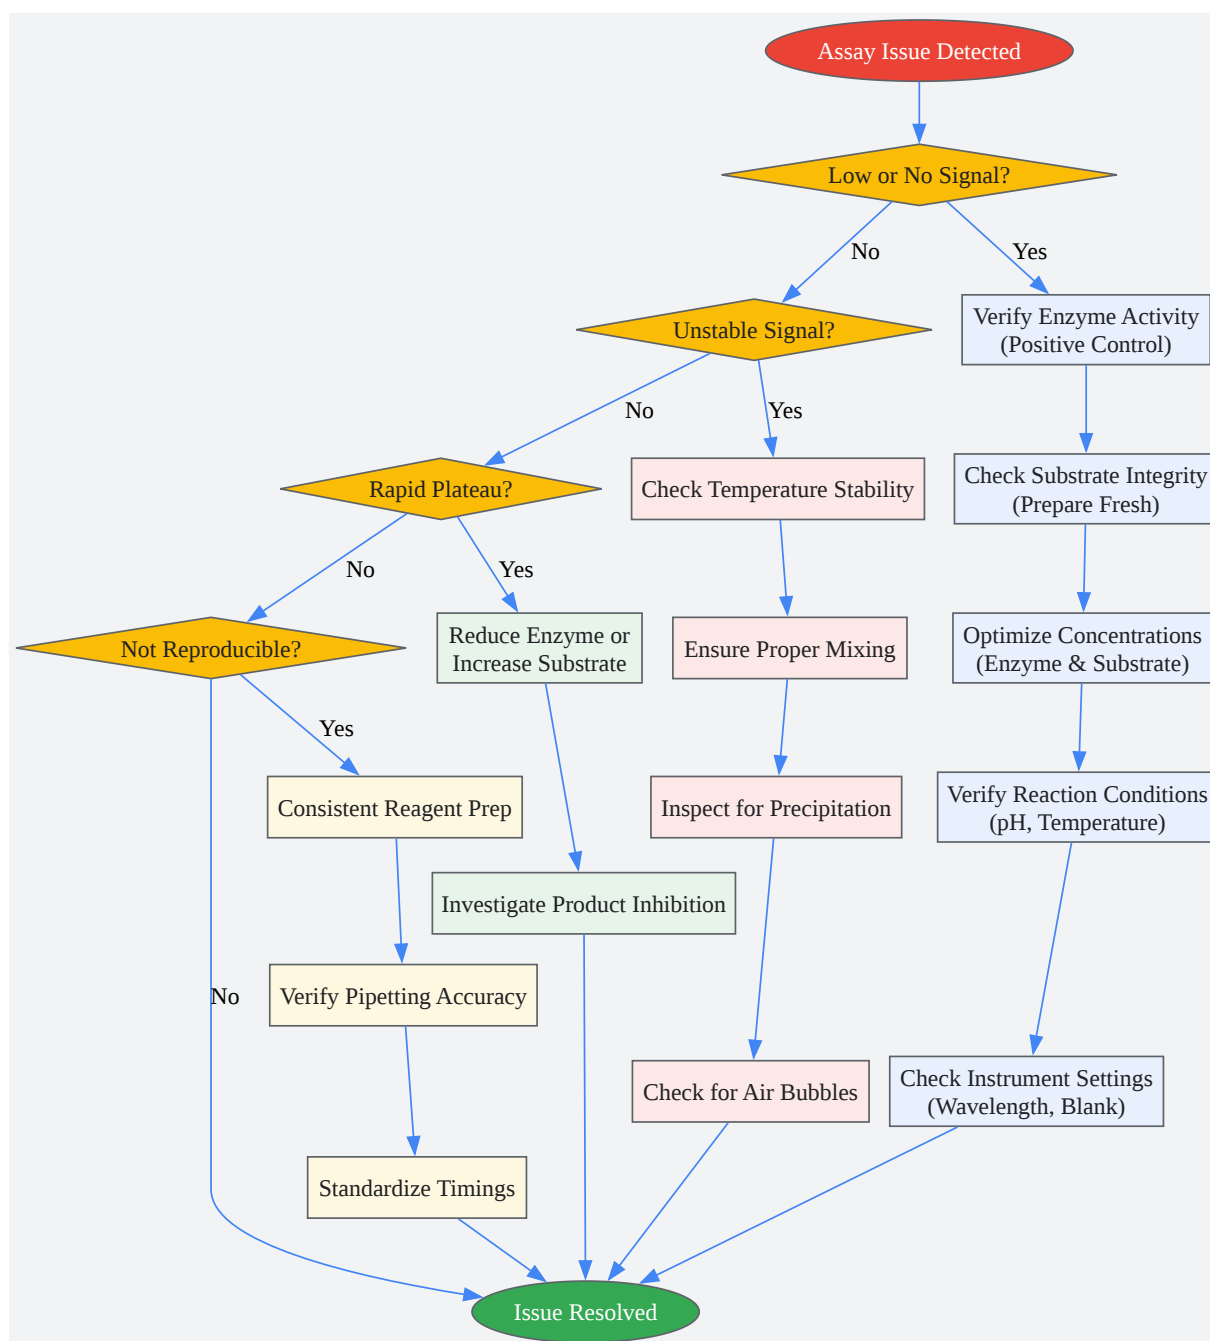 Assay Issue Detected
Low or No Signal?
No
Yes
Unstable Signal?
Verify Enzyme Activity
(Positive Control)
No
Yes
Rapid Plateau?
Check Temperature Stability
Check Substrate Integrity
(Prepare Fresh)
No
Yes
Not Reproducible?
Reduce Enzyme or
Increase Substrate
Ensure Proper Mixing
Optimize Concentrations
(Enzyme & Substrate)
Yes
Consistent Reagent Prep
Inspect for Precipitation
Verify Reaction Conditions
(pH, Temperature)
Investigate Product Inhibition
No
Verify Pipetting Accuracy
Check for Air Bubbles
Check Instrument Settings
(Wavelength, Blank)
Standardize Timings
Issue Resolved